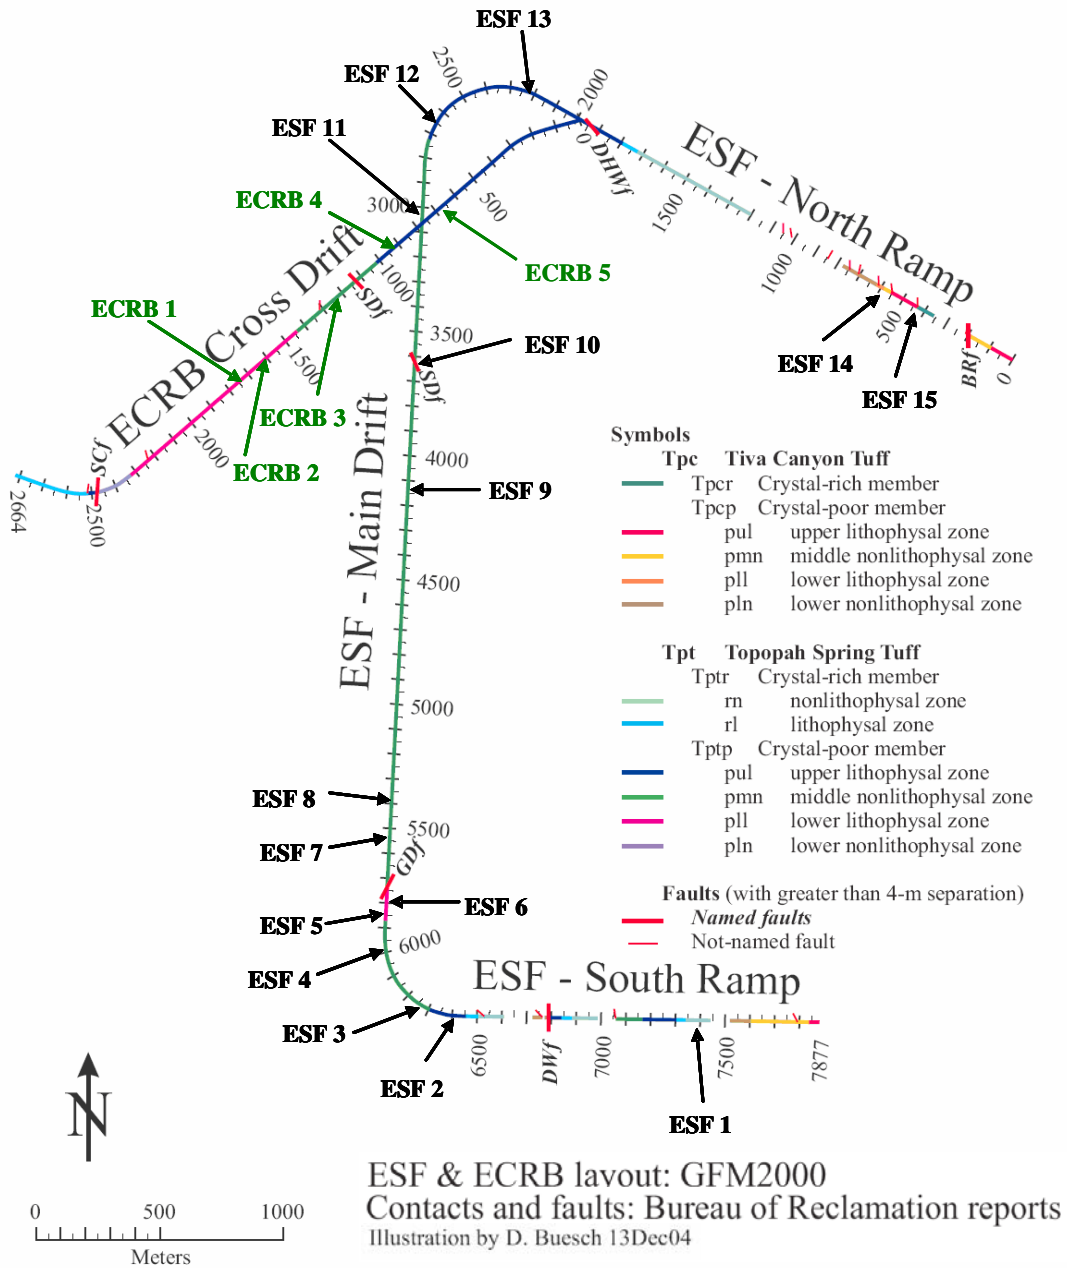 ESF 13
ESF 12
2500
2000
ESF 11
0
DHWf
ESF - North Ramp
ECRB 4
3000
500
1500
ECRB 5
1000
1000
SDf
ECRB Cross Drift
ECRB 1
500
ESF 14
ESF 15
BRf
0
3500
ESF 10
SDf
1500
ECRB 3
ECRB 2
2000
SCf
2500
2664
ESF - Main Drift
4000
ESF 9
4500
5000
ESF 8
5500
ESF 7
GDf
ESF 6
ESF 5
6000
ESF 4
ESF 3
ESF 2
ESF - South Ramp
6500
DWf
7000
7500
7877
ESF 1
Symbols
Tpc Tiva Canyon Tuff
Tpcr Crystal-rich member
Tpcp Crystal-poor member
pul upper lithophysal zone
pmn middle nonlithophysal zone
pll lower lithophysal zone
pln lower nonlithophysal zone
Tpt Topopah Spring Tuff
Tptr Crystal-rich member
rn nonlithophysal zone
rl lithophysal zone
Tptp Crystal-poor member
pul upper lithophysal zone
pmn middle nonlithophysal zone
pll lower lithophysal zone
pln lower nonlithophysal zone
Faults (with greater than 4-m separation)
Named faults
Not-named fault
N
0 500 1000
Meters
ESF & ECRB layout: GFM2000
Contacts and faults: Bureau of Reclamation reports
Illustration by D. Buesch 13Dec04